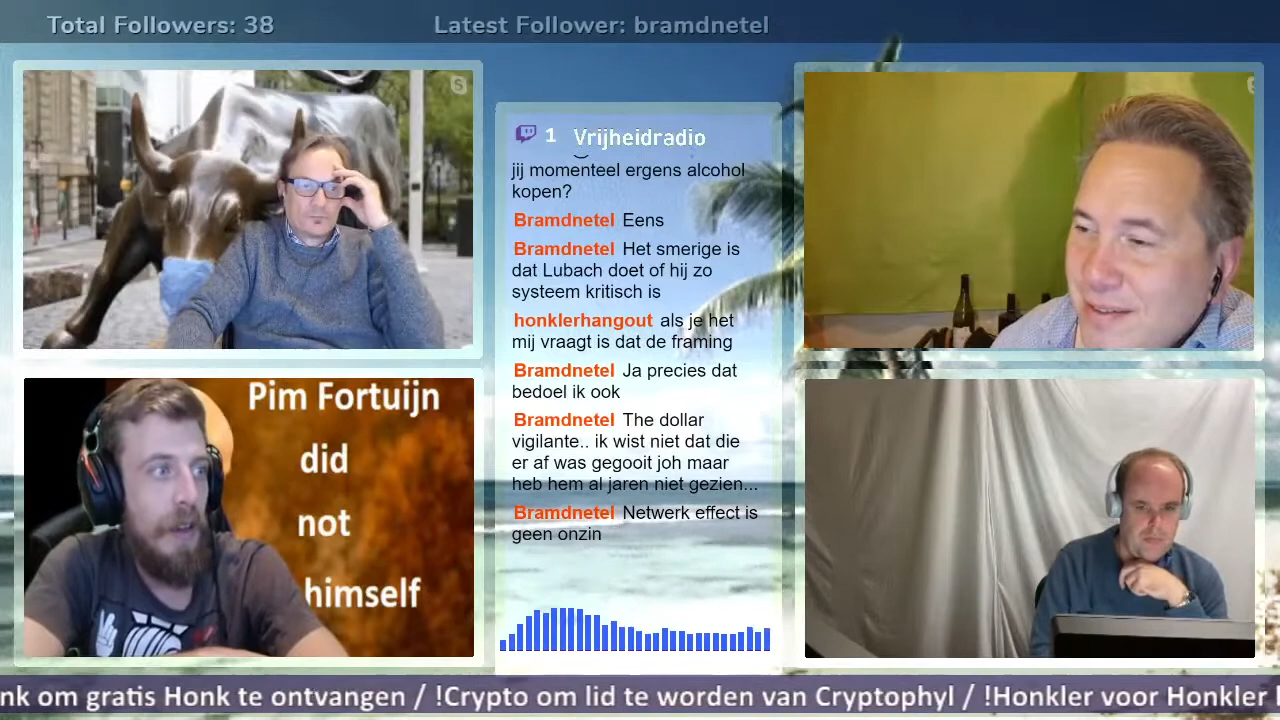 Total Followers: 38
Latest Follower: bramdnetel
1 Vrijheidradio
jij momenteel ergens alcohol
kopen?
Bramdnetel Eens
Bramdnetel Het smerige is
dat Lubach doet of hij zo
systeem kritisch is
honklerhangout als je het
mij vraagt is dat de framing
Bramdnetel Ja precies dat
bedoel ik ook
Bramdnetel The dollar
vigilante.. ik wist niet dat die
er af was gegooit joh maar
heb hem al jaren niet gezien...
Bramdnetel Netwerk effect is
geen onzin
Pim Fortuijn
did
not
himself
nk om gratis Honk te ontvangen / !Crypto om lid te worden van Cryptophyl / !Honkler voor Honkler